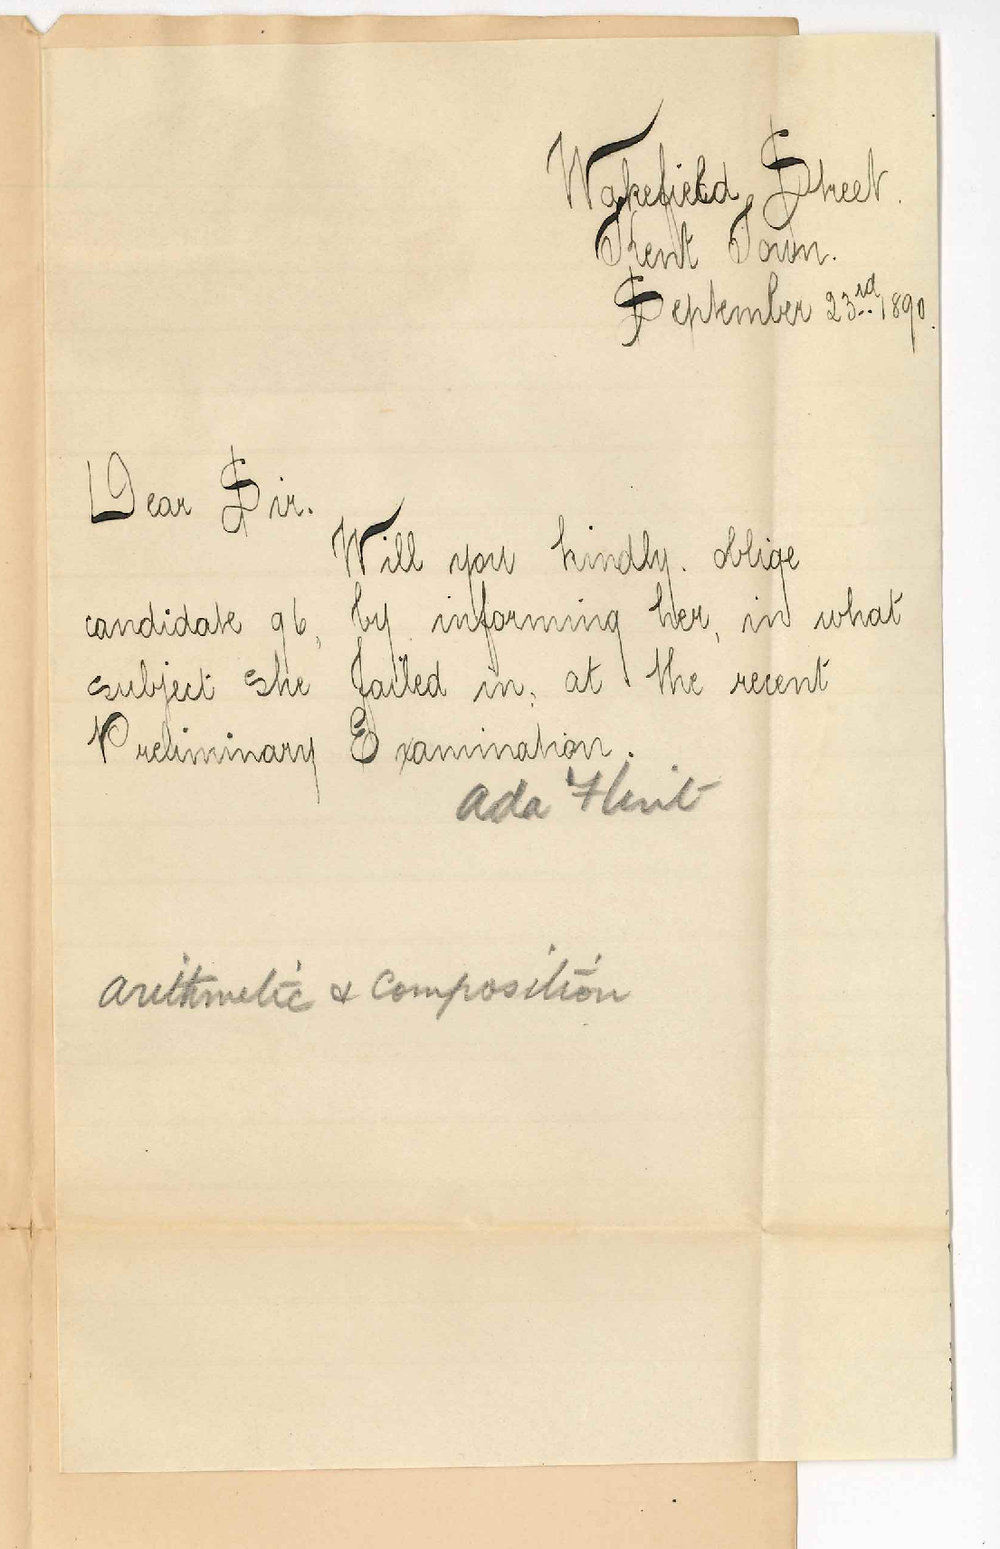 Wakefield Street.
Kent Town.
September 23rd 1890.
Dear Sir.
Will you kindly. oblige
candidate 96, by informing her, in what
subject she failed in, at the recent
Preliminary Examination.
Ada Flint
Arithmetic & Composition